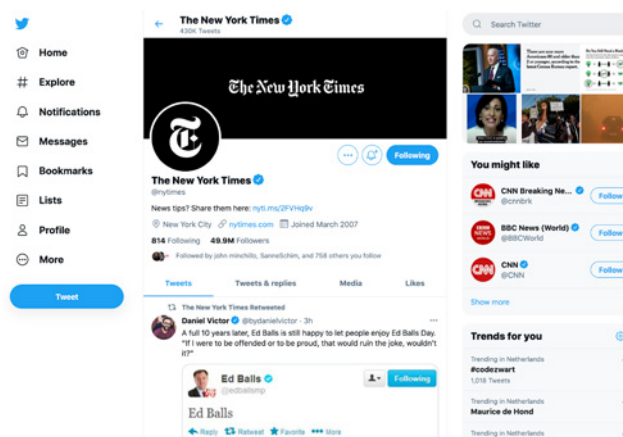 The New York Times
430K Tweets
Search Twitter
Home
Explore
Notifications
Messages
Bookmarks
Lists
Profile
More
Tweet
The New York Times
Following
The New York Times
@nytimes
News tips? Share them here: nyti.ms/2FVHq9v
New York City nytimes.com Joined March 2007
814 Following 49.9M Followers
Followed by john minchillo, SanneSchim, and 758 others you follow
Tweets Tweets & replies Media Likes
The New York Times Retweeted
Daniel Victor @bydanielvictor · 3h
A full 10 years later, Ed Balls is still happy to let people enjoy Ed Balls Day.
"If I were to be offended or to be proud, that would ruin the joke, wouldn't
it?"
Ed Balls
@edballsmp
Following
Ed Balls
Reply Retweet Favorite More
You might like
CNN Breaking Ne...
@cnnbrk
Follow
BBC News (World)
@BBCWorld
Follow
CNN
@CNN
Follow
Show more
Trends for you
Trending in Netherlands
#codezwart
1,018 Tweets
Trending in Netherlands
Maurice de Hond
Trending in Netherlands